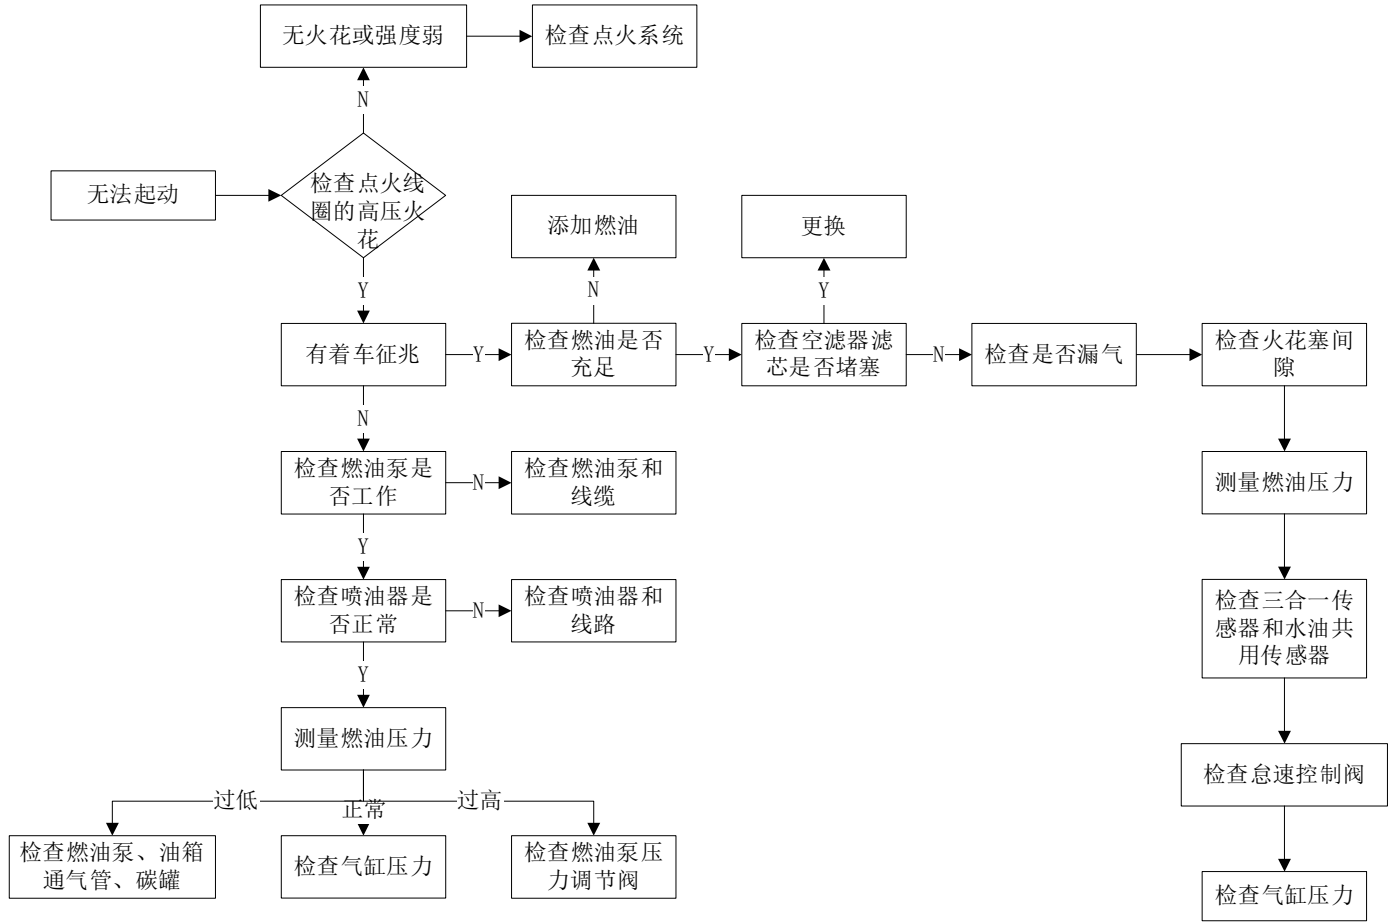 无火花或强度弱
检查点火系统
N
无法起动
检查点火线
圈的高压火
花
添加燃油
更换
Y
N
Y
有着车征兆
Y
检查燃油是否
充足
Y
检查空滤器滤
芯是否堵塞
N
检查是否漏气
检查火花塞间
隙
N
检查燃油泵是
否工作
N
检查燃油泵和
线缆
测量燃油压力
Y
检查喷油器是
否正常
N
检查喷油器和
线路
检查三合一传
感器和水油共
用传感器
Y
测量燃油压力
检查怠速控制阀
过低
正常
过高
检查燃油泵、油箱
通气管、碳罐
检查气缸压力
检查燃油泵压
力调节阀
检查气缸压力